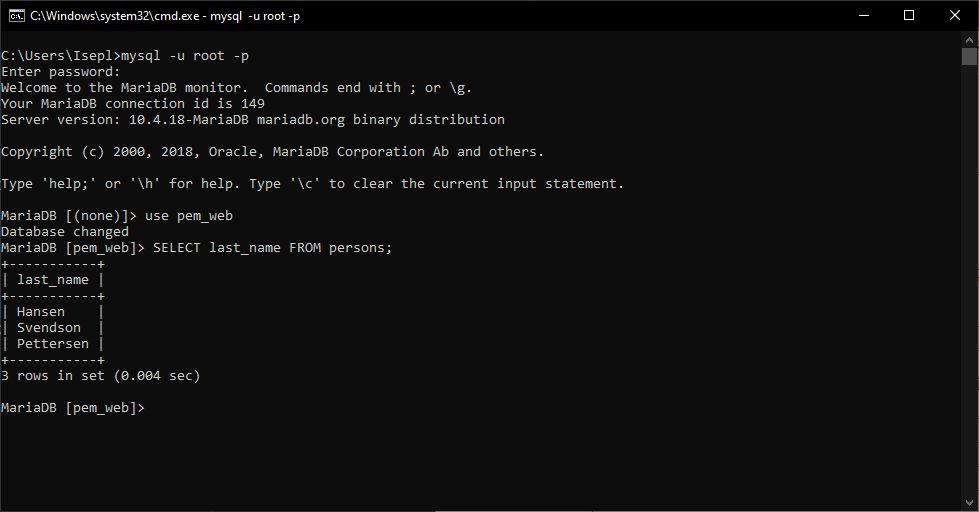 C:\Windows\system32\cmd.exe - mysql -u root -p
C:\Users\Isepl>mysql -u root -p
Enter password:
Welcome to the MariaDB monitor.  Commands end with ; or \g.
Your MariaDB connection id is 149
Server version: 10.4.18-MariaDB mariadb.org binary distribution
Copyright (c) 2000, 2018, Oracle, MariaDB Corporation Ab and others.
Type 'help;' or '\h' for help. Type '\c' to clear the current input statement.
MariaDB [(none)]> use pem_web
Database changed
MariaDB [pem_web]> SELECT last_name FROM persons;
+-----------+
| last_name |
+-----------+
| Hansen    |
| Svendson  |
| Pettersen |
+-----------+
3 rows in set (0.004 sec)
MariaDB [pem_web]>